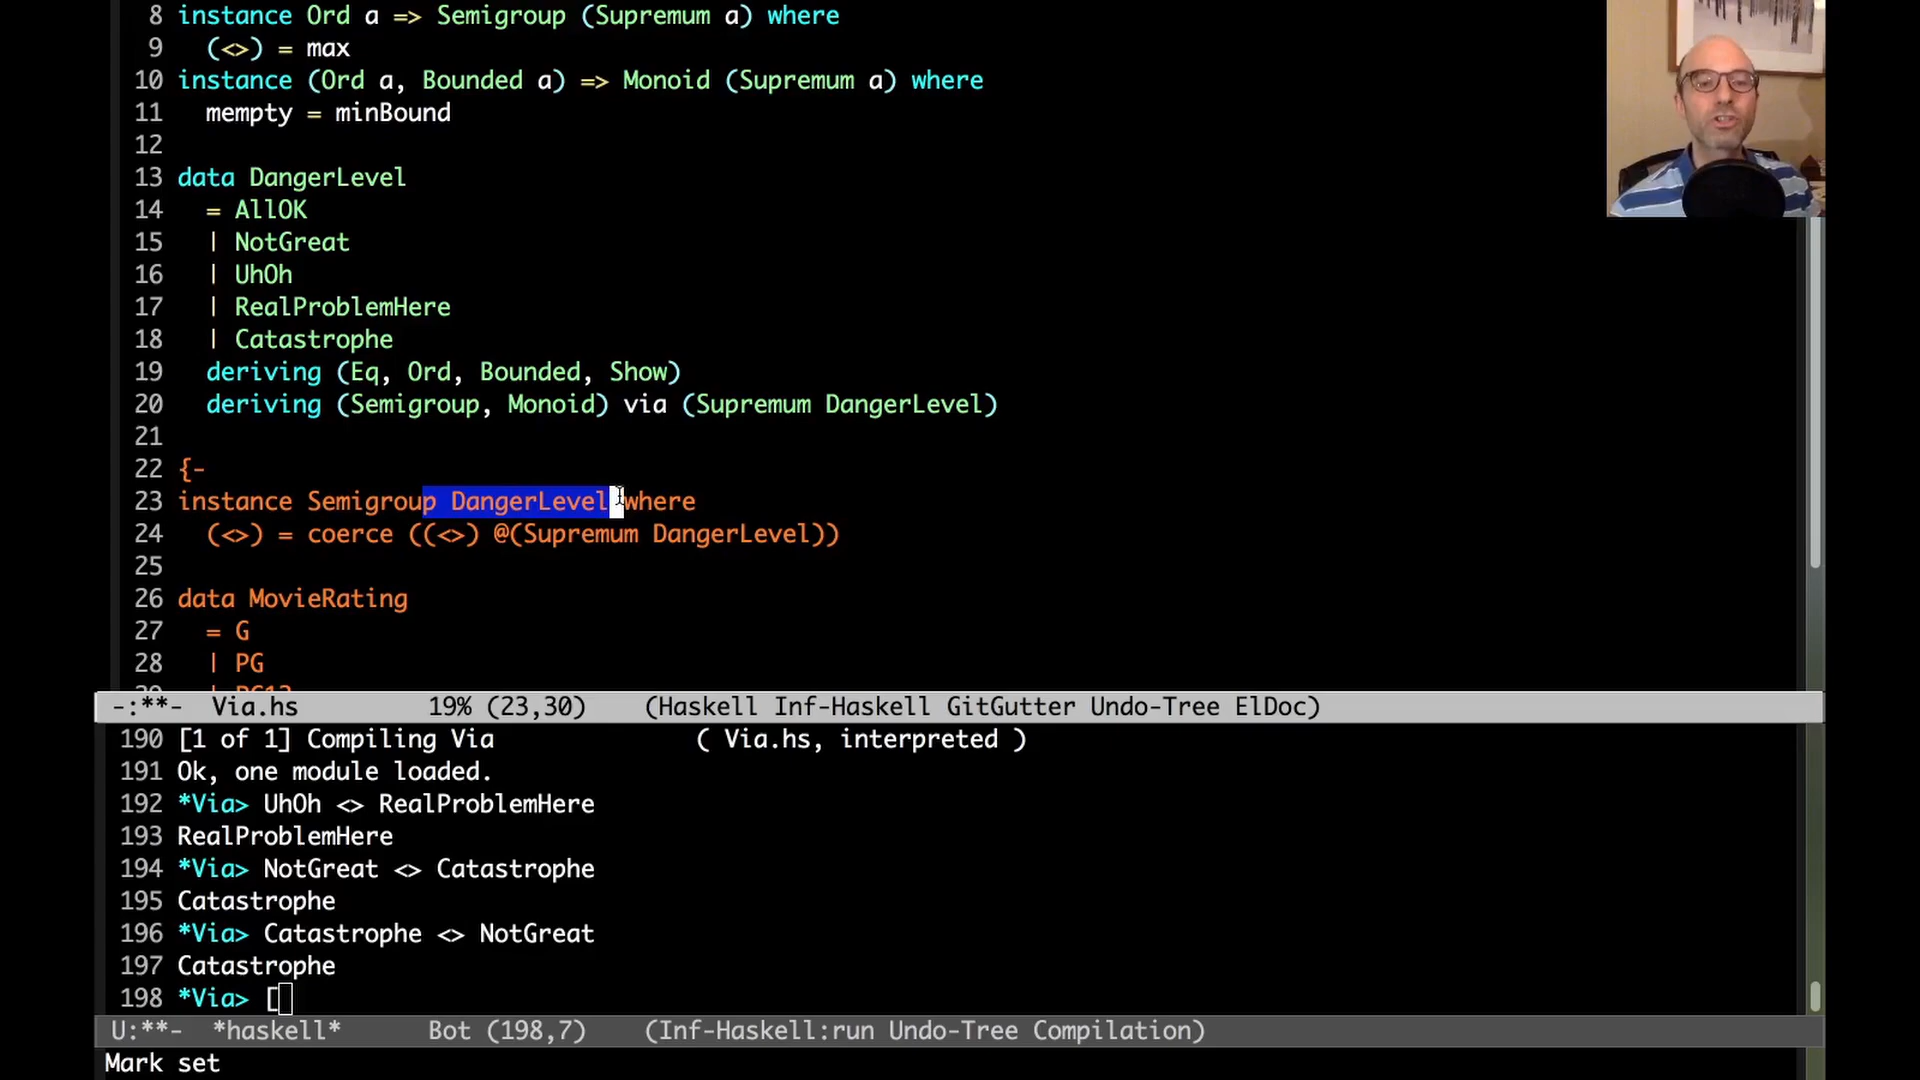 8 instance Ord a => Semigroup (Supremum a) where
9   (<>) = max
10 instance (Ord a, Bounded a) => Monoid (Supremum a) where
11   mempty = minBound
12
13 data DangerLevel
14   = AllOK
15   | NotGreat
16   | UhOh
17   | RealProblemHere
18   | Catastrophe
19   deriving (Eq, Ord, Bounded, Show)
20   deriving (Semigroup, Monoid) via (Supremum DangerLevel)
21
22 {-
23 instance Semigroup DangerLevel where
24   (<>) = coerce ((<>) @(Supremum DangerLevel))
25
26 data MovieRating
27   = G
28   | PG
29   | PG13
-:**-  Via.hs         19% (23,30)    (Haskell Inf-Haskell GitGutter Undo-Tree ElDoc)
190 [1 of 1] Compiling Via              ( Via.hs, interpreted )
191 Ok, one module loaded.
192 *Via> UhOh <> RealProblemHere
193 RealProblemHere
194 *Via> NotGreat <> Catastrophe
195 Catastrophe
196 *Via> Catastrophe <> NotGreat
197 Catastrophe
198 *Via> [
U:**-  *haskell*      Bot (198,7)    (Inf-Haskell:run Undo-Tree Compilation)
Mark set